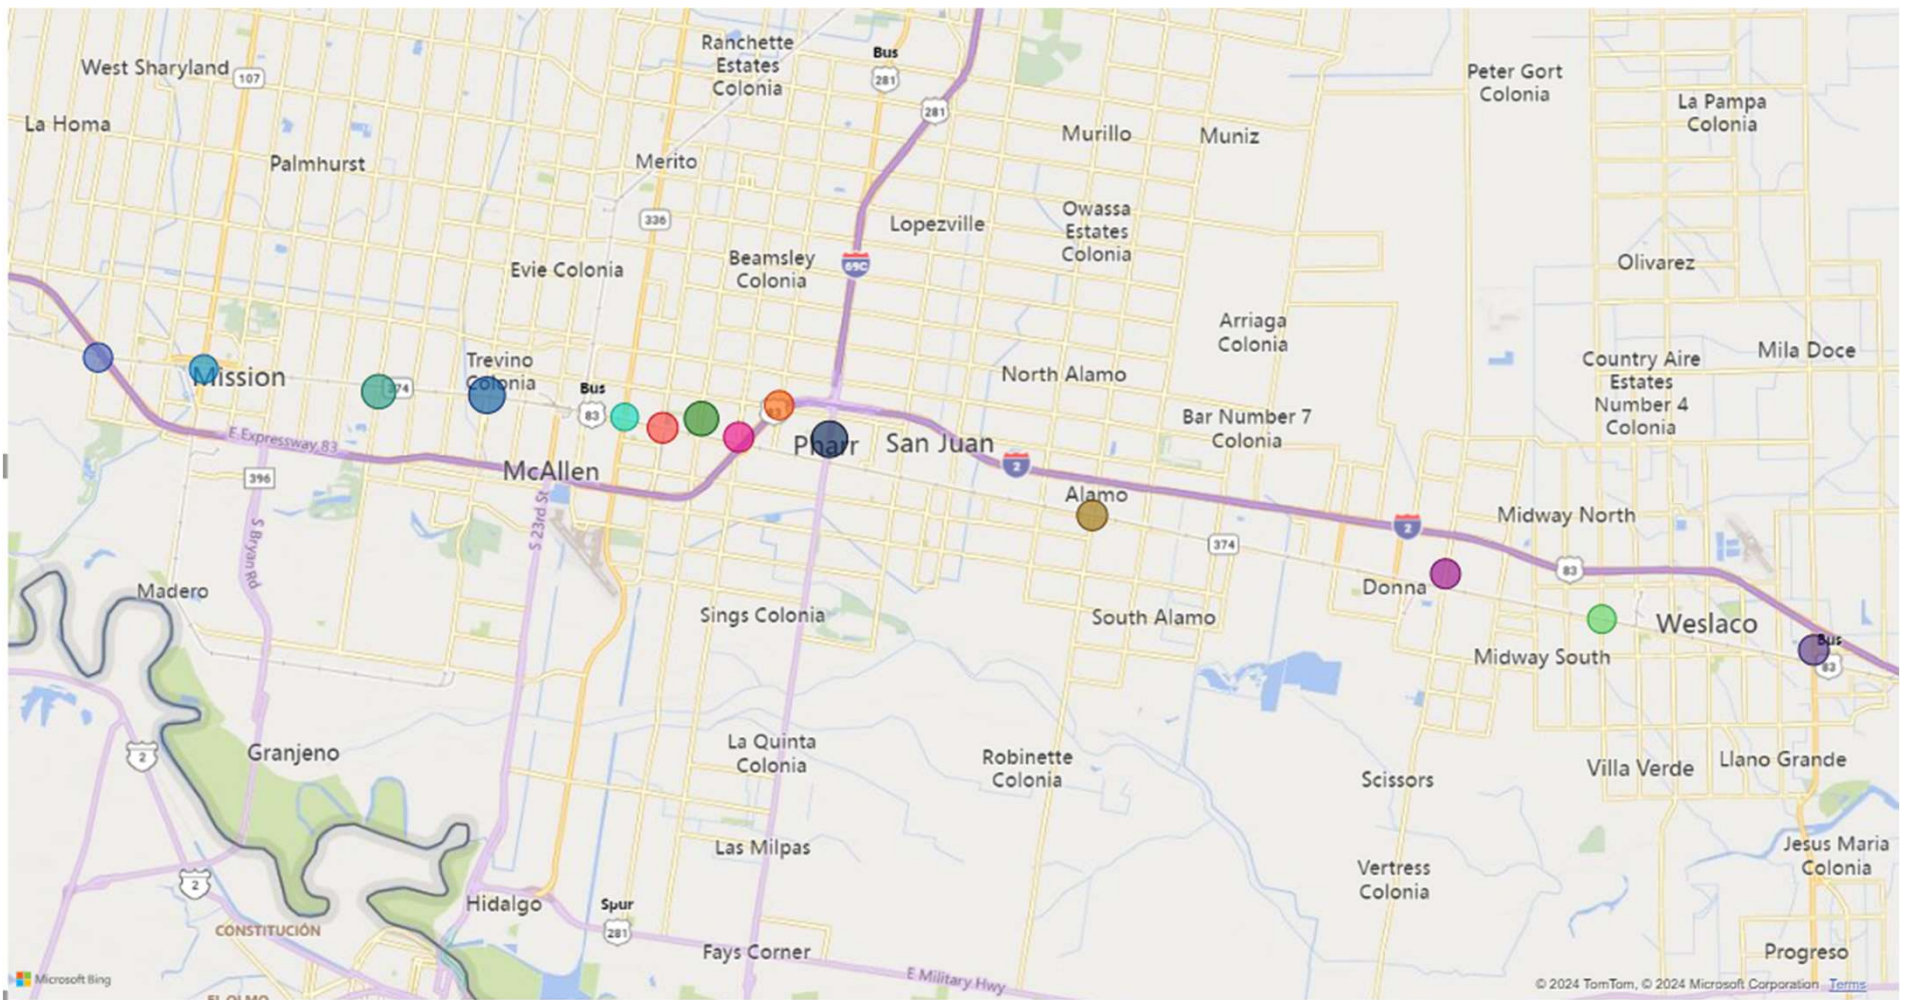 Ranchette
Estates
Colonia
Bus
281
West Sharyland
107
Peter Gort
Colonia
La Pampa
Colonia
281
La Homa
Murillo
Muniz
Palmhurst
Merito
336
Lopezville
Owassa
Estates
Colonia
Evie Colonia
Beamsley
Colonia
69C
Olivarez
Arriaga
Colonia
Mission
Trevino
Colonia
374
Bus
83
North Alamo
Country Aire
Estates
Number 4
Colonia
Mila Doce
Bar Number 7
Colonia
E Expressway 83
Pharr
San Juan
McAllen
396
2
Alamo
S 23rd St
S Bryan Rd
374
2
Midway North
83
Madero
Donna
Sings Colonia
South Alamo
Weslaco
Bus
83
Midway South
2
Granjeno
La Quinta
Colonia
Robinette
Colonia
Scissors
Villa Verde
Llano Grande
Las Milpas
Jesus Maria
Colonia
Vertress
Colonia
2
Hidalgo
Spur
281
CONSTITUCIÓN
Fays Corner
Progreso
E Military Hwy
Microsoft Bing
© 2024 TomTom, © 2024 Microsoft Corporation Terms
EL OLMO